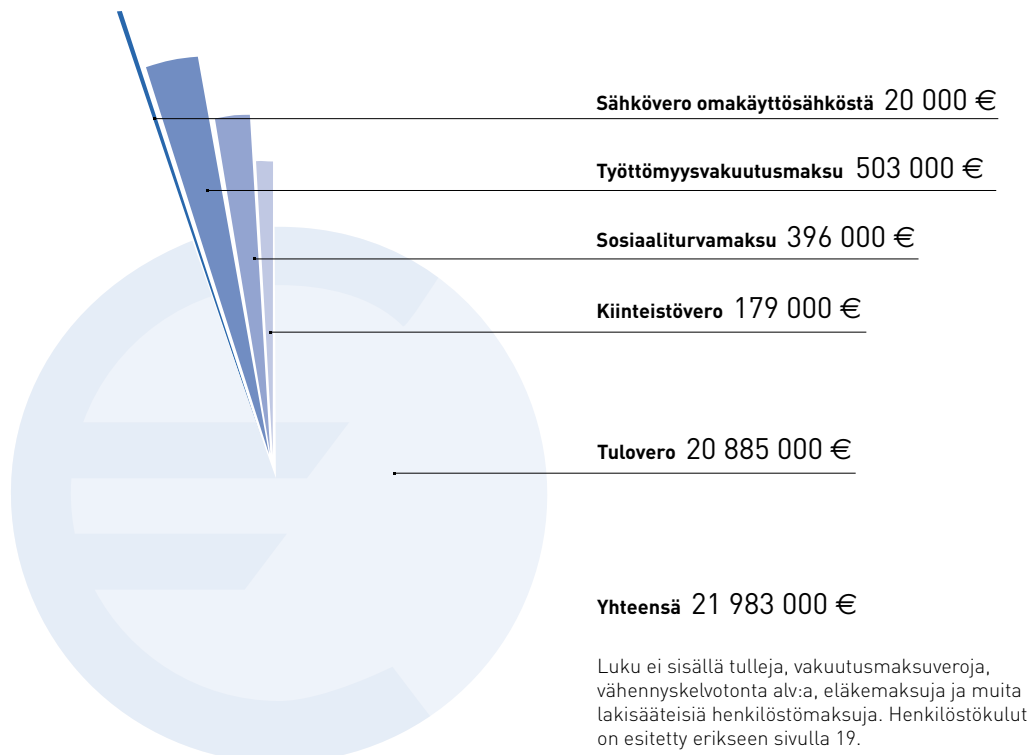 Sähkövero omakäyttösähköstä 20 000 €
Työttömyysvakuutusmaksu 503 000 €
Sosiaaliturvamaksu 396 000 €
Kiinteistövero 179 000 €
Tulovero 20 885 000 €
Yhteensä 21 983 000 €
Luku ei sisällä tulleja, vakuutusmaksuveroja,
vähennyskelvotonta alv:a, eläkemaksuja ja muita
lakisääteisiä henkilöstömaksuja. Henkilöstökulut
on esitetty erikseen sivulla 19.